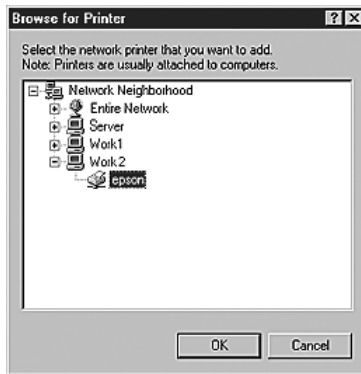 Browse for Printer
Select the network printer that you want to add.
Note: Printers are usually attached to computers.
Network Neighborhood
Entire Network
Server
Work1
Work2
epson
OK Cancel